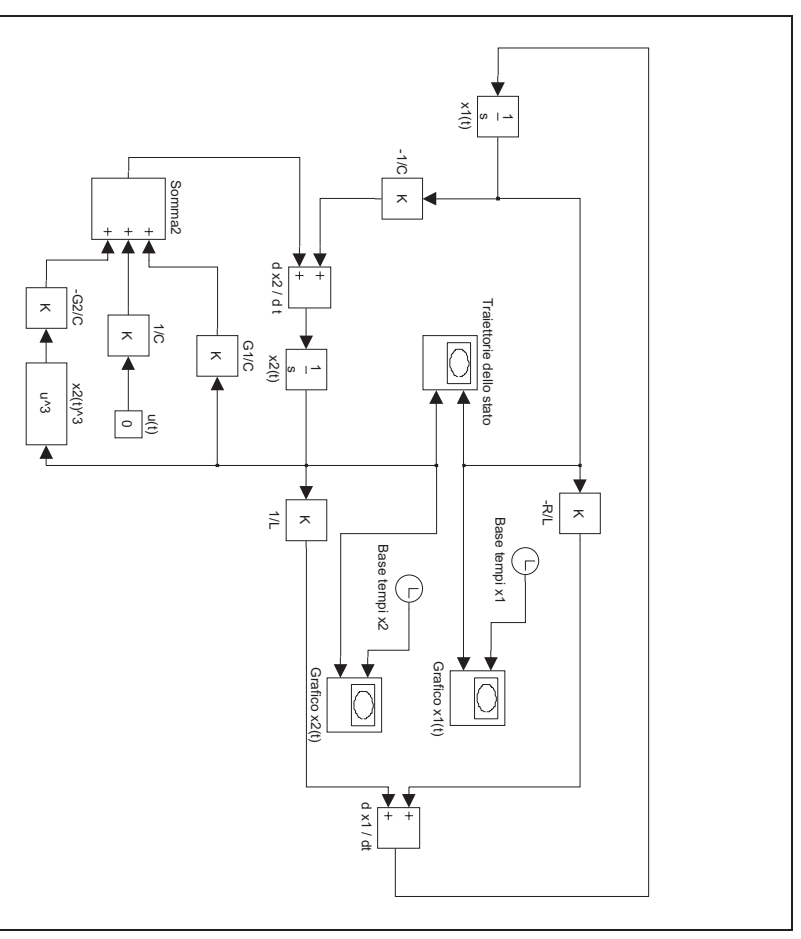 K
-R/L
Base tempi x1
1
s
x1(t)
Traiettorie dello stato
Grafico x1(t)
-1/C
K
+
+
d x1 / dt
Base tempi x2
+
+
d x2 / d t
1
s
x2(t)
K
1/L
Grafico x2(t)
G1/C
K
Somma2
+
+
+
1/C
K
u(t)
0
-G2/C
K
x2(t)^3
u^3